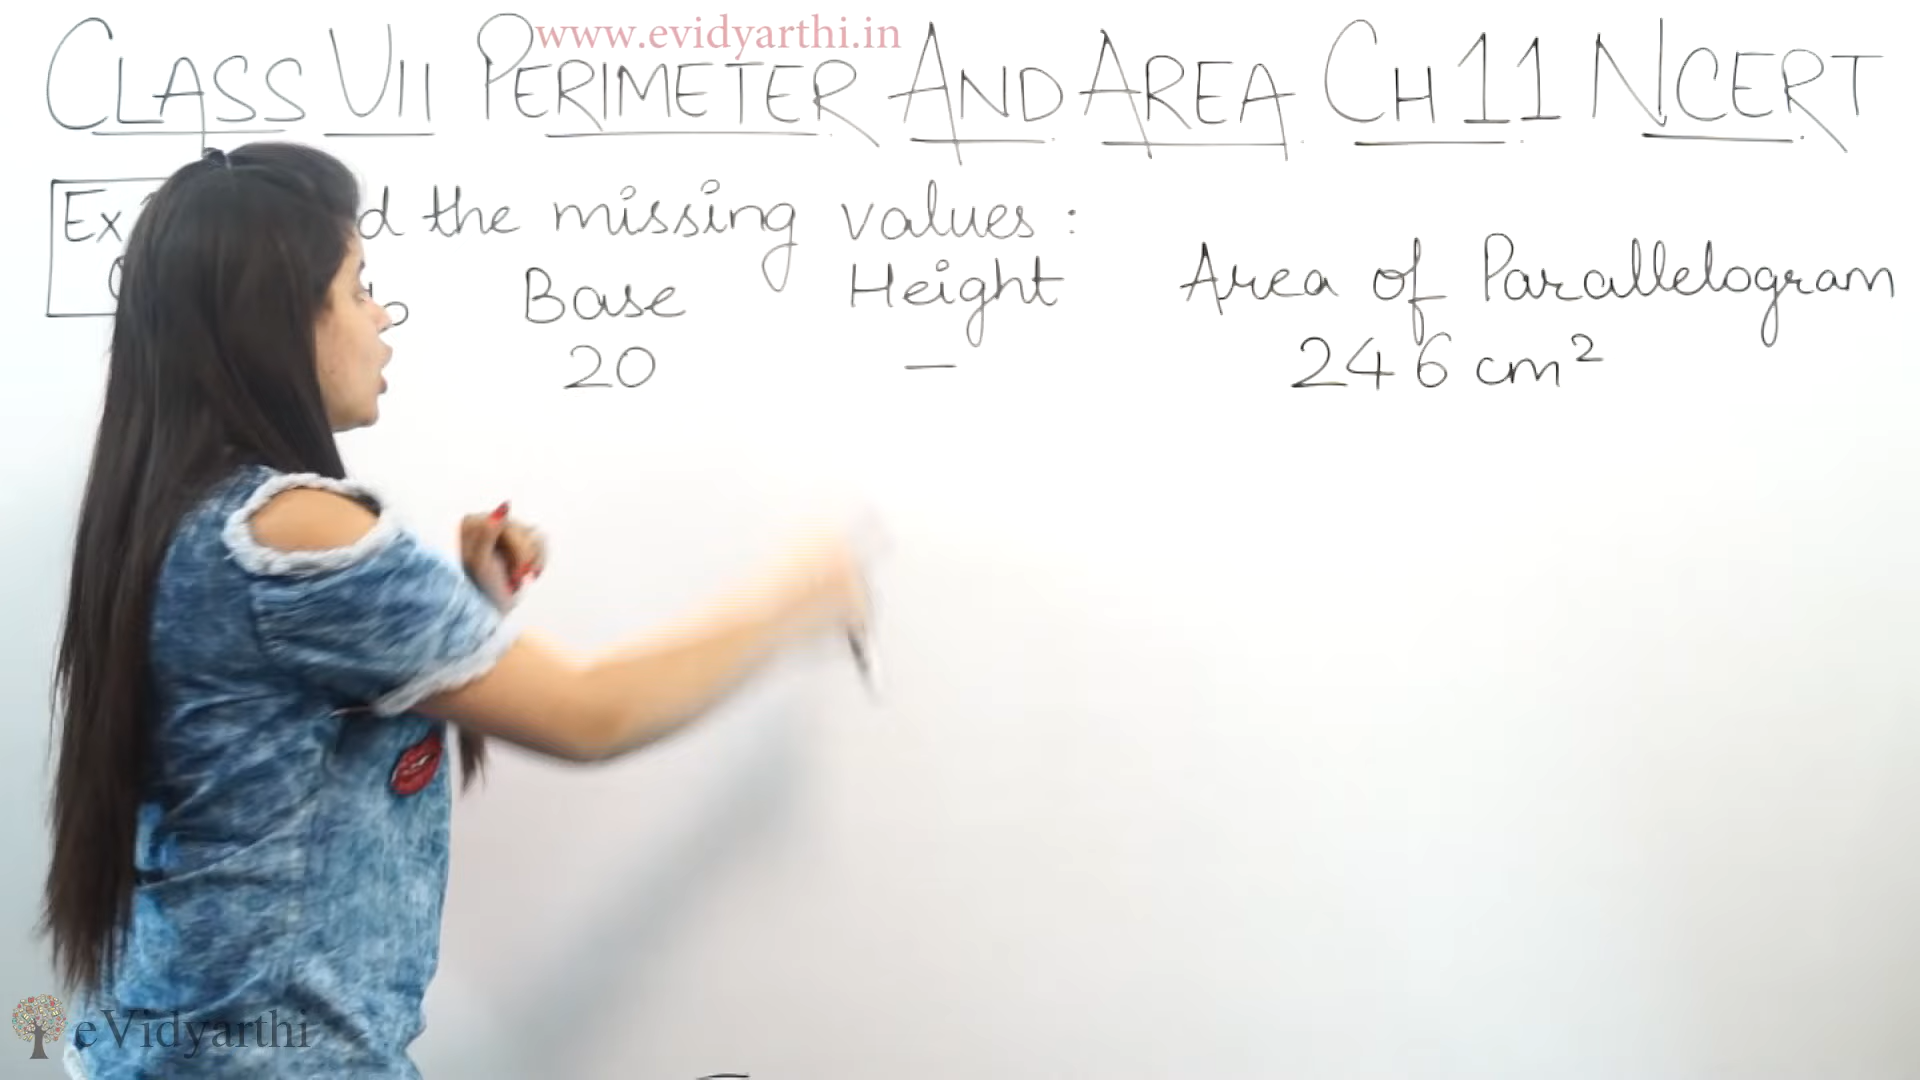 www.evidyarthi.in
CLASS VII PERIMETER AND AREA CH 11 NCERT
Ex the missing values :
Base Height Area of Parallelogram
20 — 246 cm²
eVidyarthi